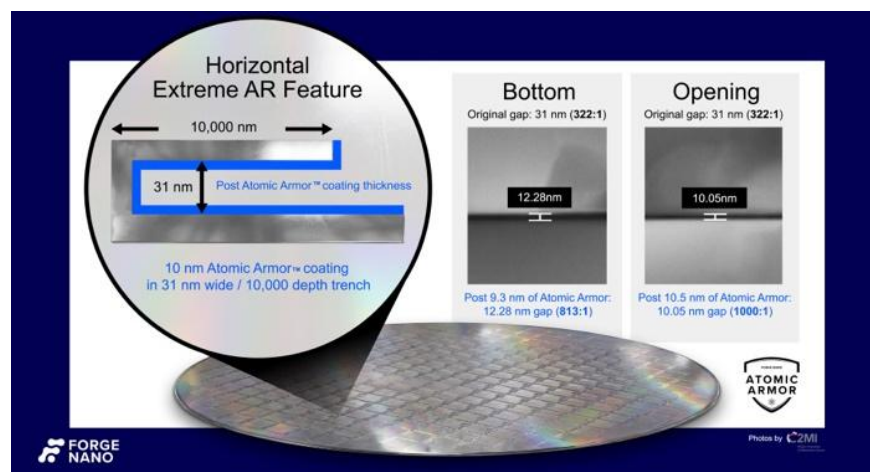 Horizontal
Extreme AR Feature
10,000 nm
31 nm
Post Atomic Armor™ coating thickness
10 nm Atomic Armor™ coating
in 31 nm wide / 10,000 depth trench
Bottom
Original gap: 31 nm (322:1)
12.28nm
Post 9.3 nm of Atomic Armor:
12.28 nm gap (813:1)
Opening
Original gap: 31 nm (322:1)
10.05nm
Post 10.5 nm of Atomic Armor:
10.05 nm gap (1000:1)
ATOMIC
ARMOR
FORGE
NANO
Photos by C2MI